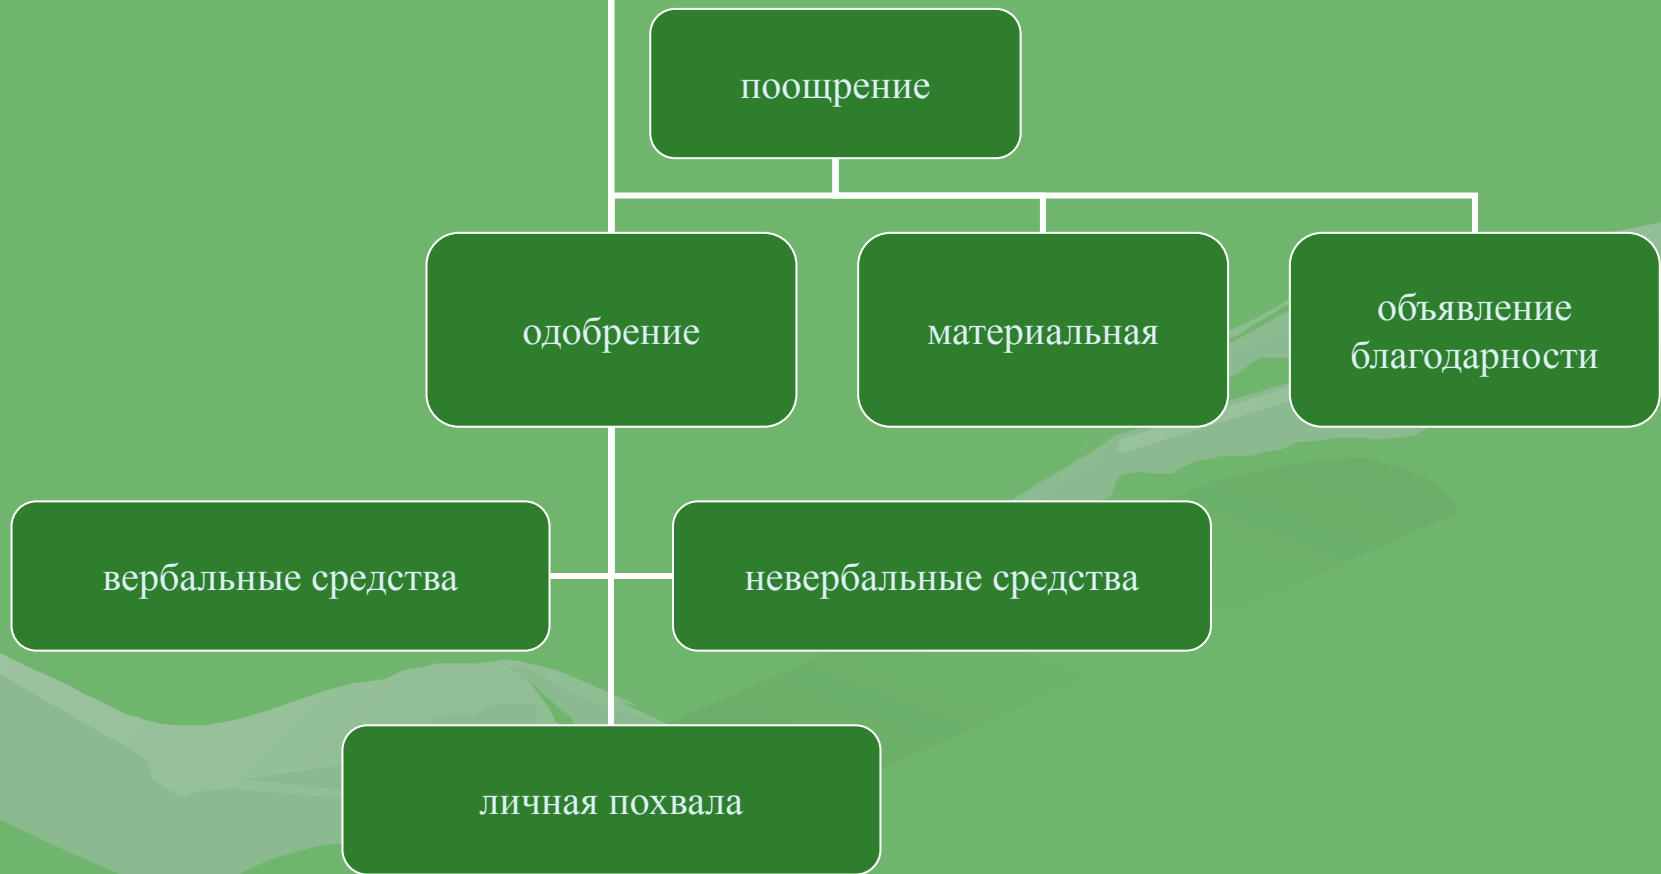 поощрение
одобрение
материальная
объявление
благодарности
вербальные средства
невербальные средства
личная похвала